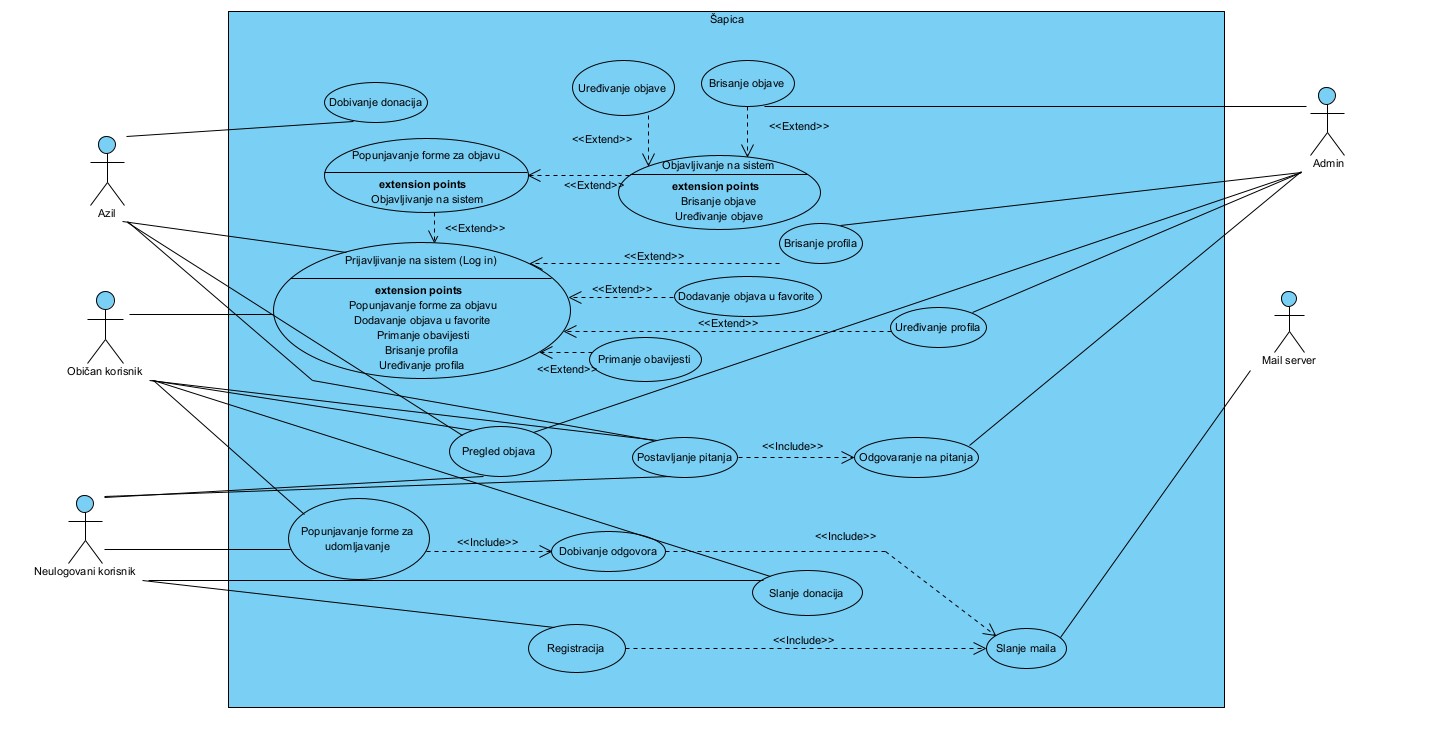 Šapica
Uređivanje objave
Brisanje objave
Dobivanje donacija
<<Extend>>
<<Extend>>
Popunjavanje forme za objavu
extension points
Objavljivanje na sistem
<<Extend>>
Objavljivanje na sistem
extension points
Brisanje objave
Uređivanje objave
Admin
Azil
<<Extend>>
Brisanje profila
Prijavljivanje na sistem (Log in)
extension points
Popunjavanje forme za objavu
Dodavanje objava u favorite
Primanje obavijesti
Brisanje profila
Uređivanje profila
<<Extend>>
<<Extend>>
Dodavanje objava u favorite
<<Extend>>
Uređivanje profila
<<Extend>>
Primanje obavijesti
Običan korisnik
Mail server
Pregled objava
Postavljanje pitanja
<<Include>>
Odgovaranje na pitanja
Popunjavanje forme za
udomljavanje
<<Include>>
Dobivanje odgovora
<<Include>>
Neulogovani korisnik
Slanje donacija
Registracija
<<Include>>
Slanje maila